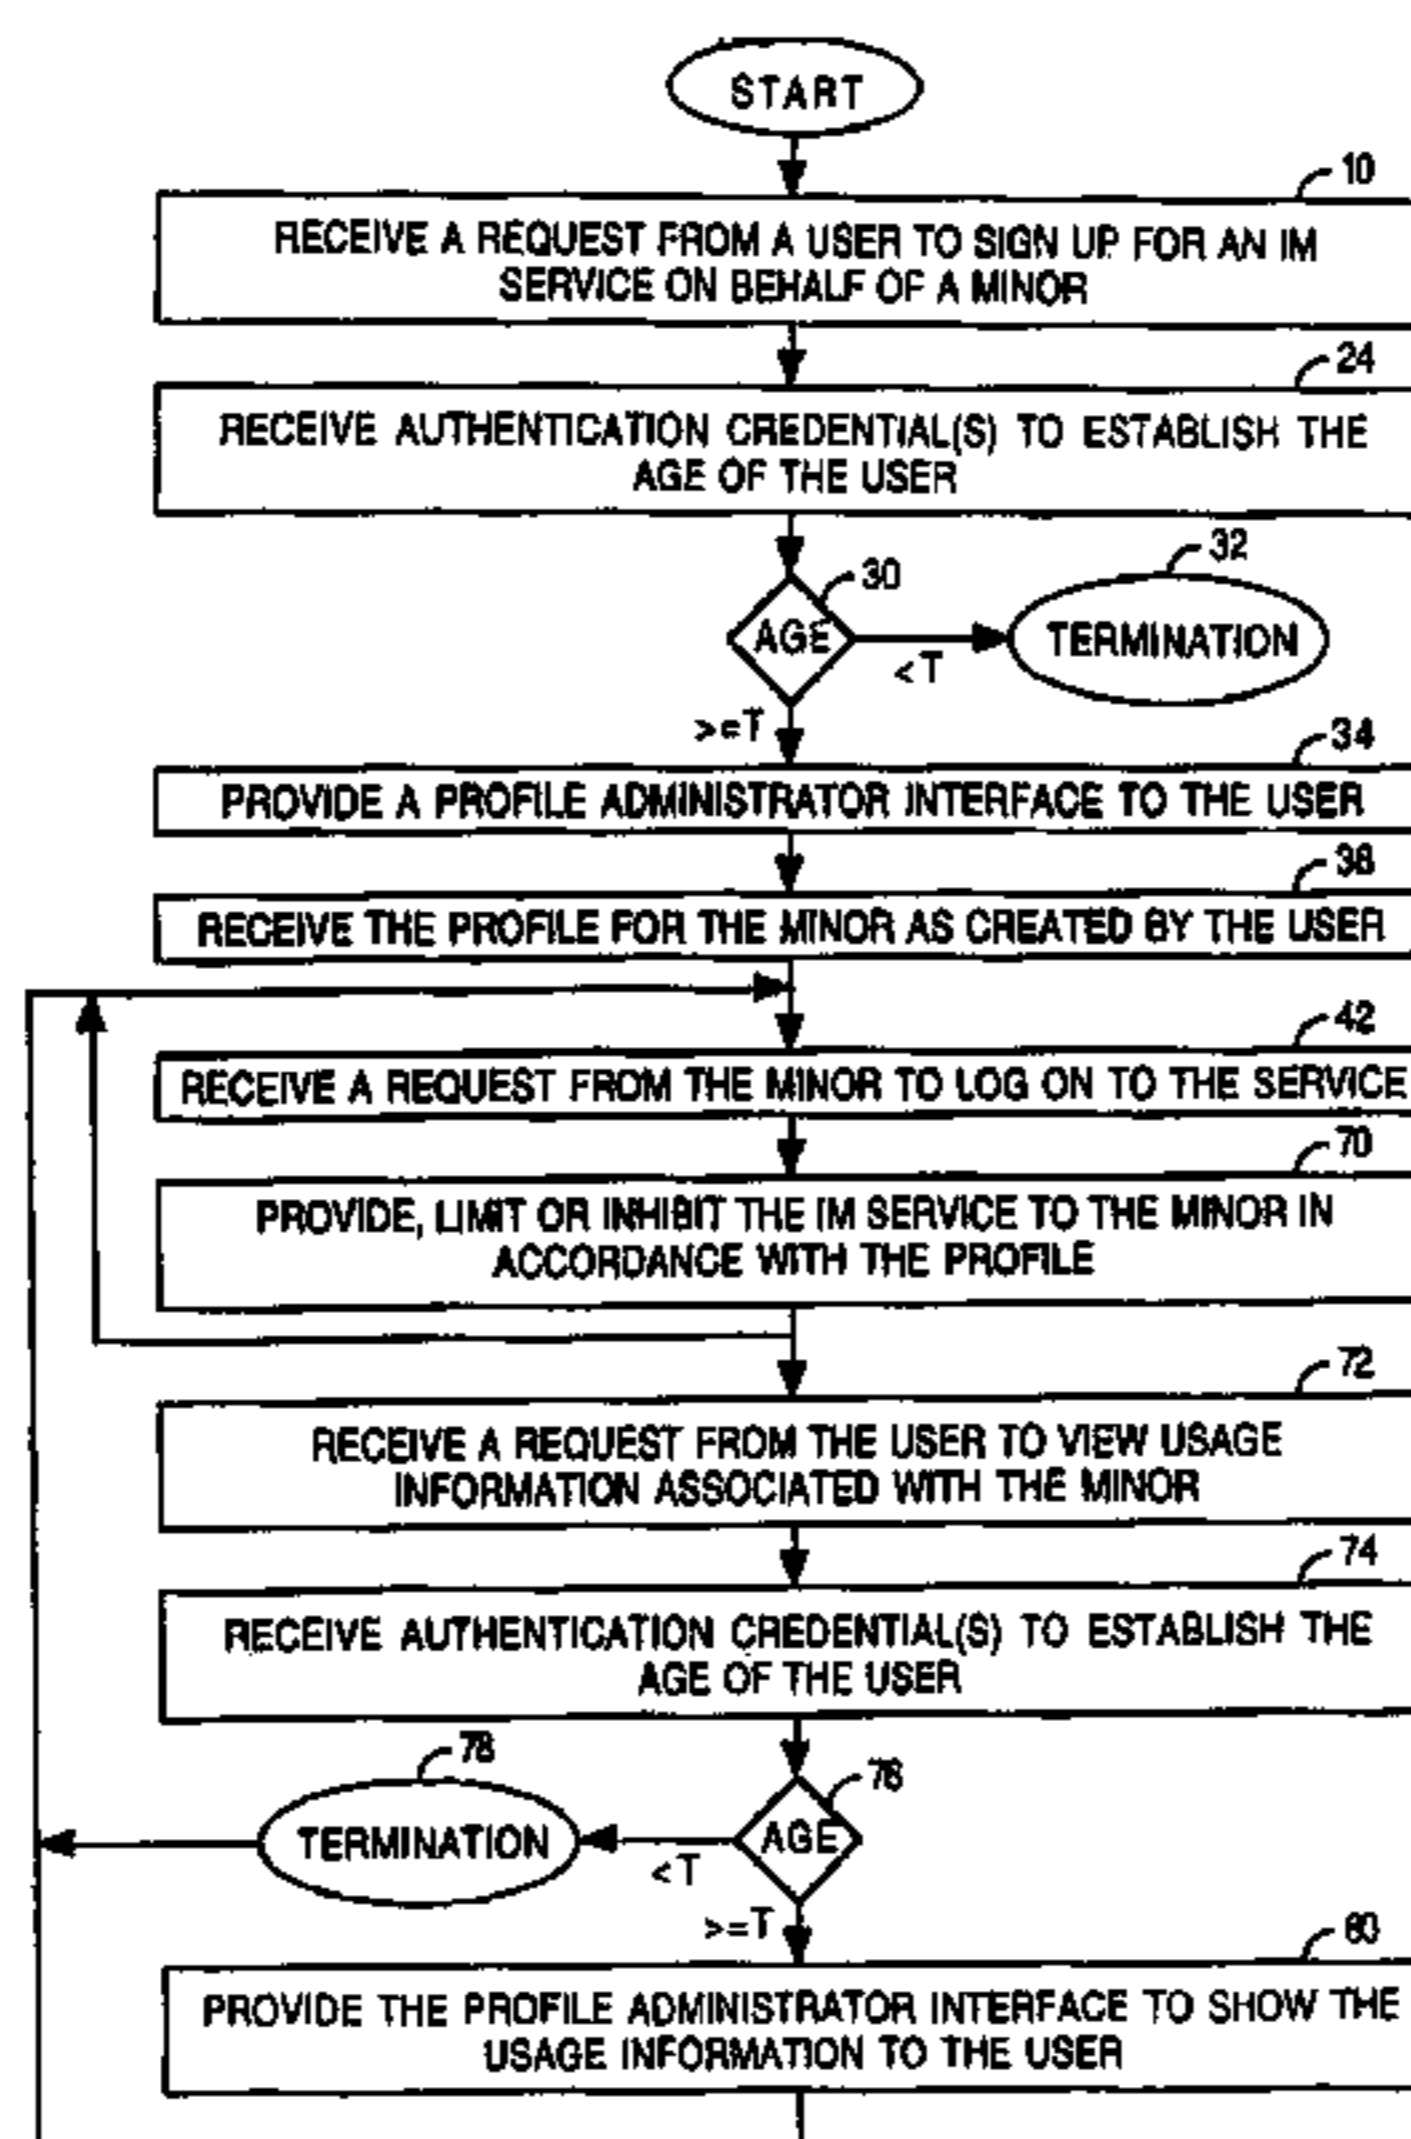 START
10
RECEIVE A REQUEST FROM A USER TO SIGN UP FOR AN IM
SERVICE ON BEHALF OF A MINOR
24
RECEIVE AUTHENTICATION CREDENTIAL(S) TO ESTABLISH THE
AGE OF THE USER
30
32
AGE
TERMINATION
<T
>=T
34
PROVIDE A PROFILE ADMINISTRATOR INTERFACE TO THE USER
38
RECEIVE THE PROFILE FOR THE MINOR AS CREATED BY THE USER
42
RECEIVE A REQUEST FROM THE MINOR TO LOG ON TO THE SERVICE
70
PROVIDE, LIMIT OR INHIBIT THE IM SERVICE TO THE MINOR IN
ACCORDANCE WITH THE PROFILE
72
RECEIVE A REQUEST FROM THE USER TO VIEW USAGE
INFORMATION ASSOCIATED WITH THE MINOR
74
RECEIVE AUTHENTICATION CREDENTIAL(S) TO ESTABLISH THE
AGE OF THE USER
78
76
TERMINATION
AGE
<T
>=T
PROVIDE THE PROFILE ADMINISTRATOR INTERFACE TO SHOW THE
USAGE INFORMATION TO THE USER